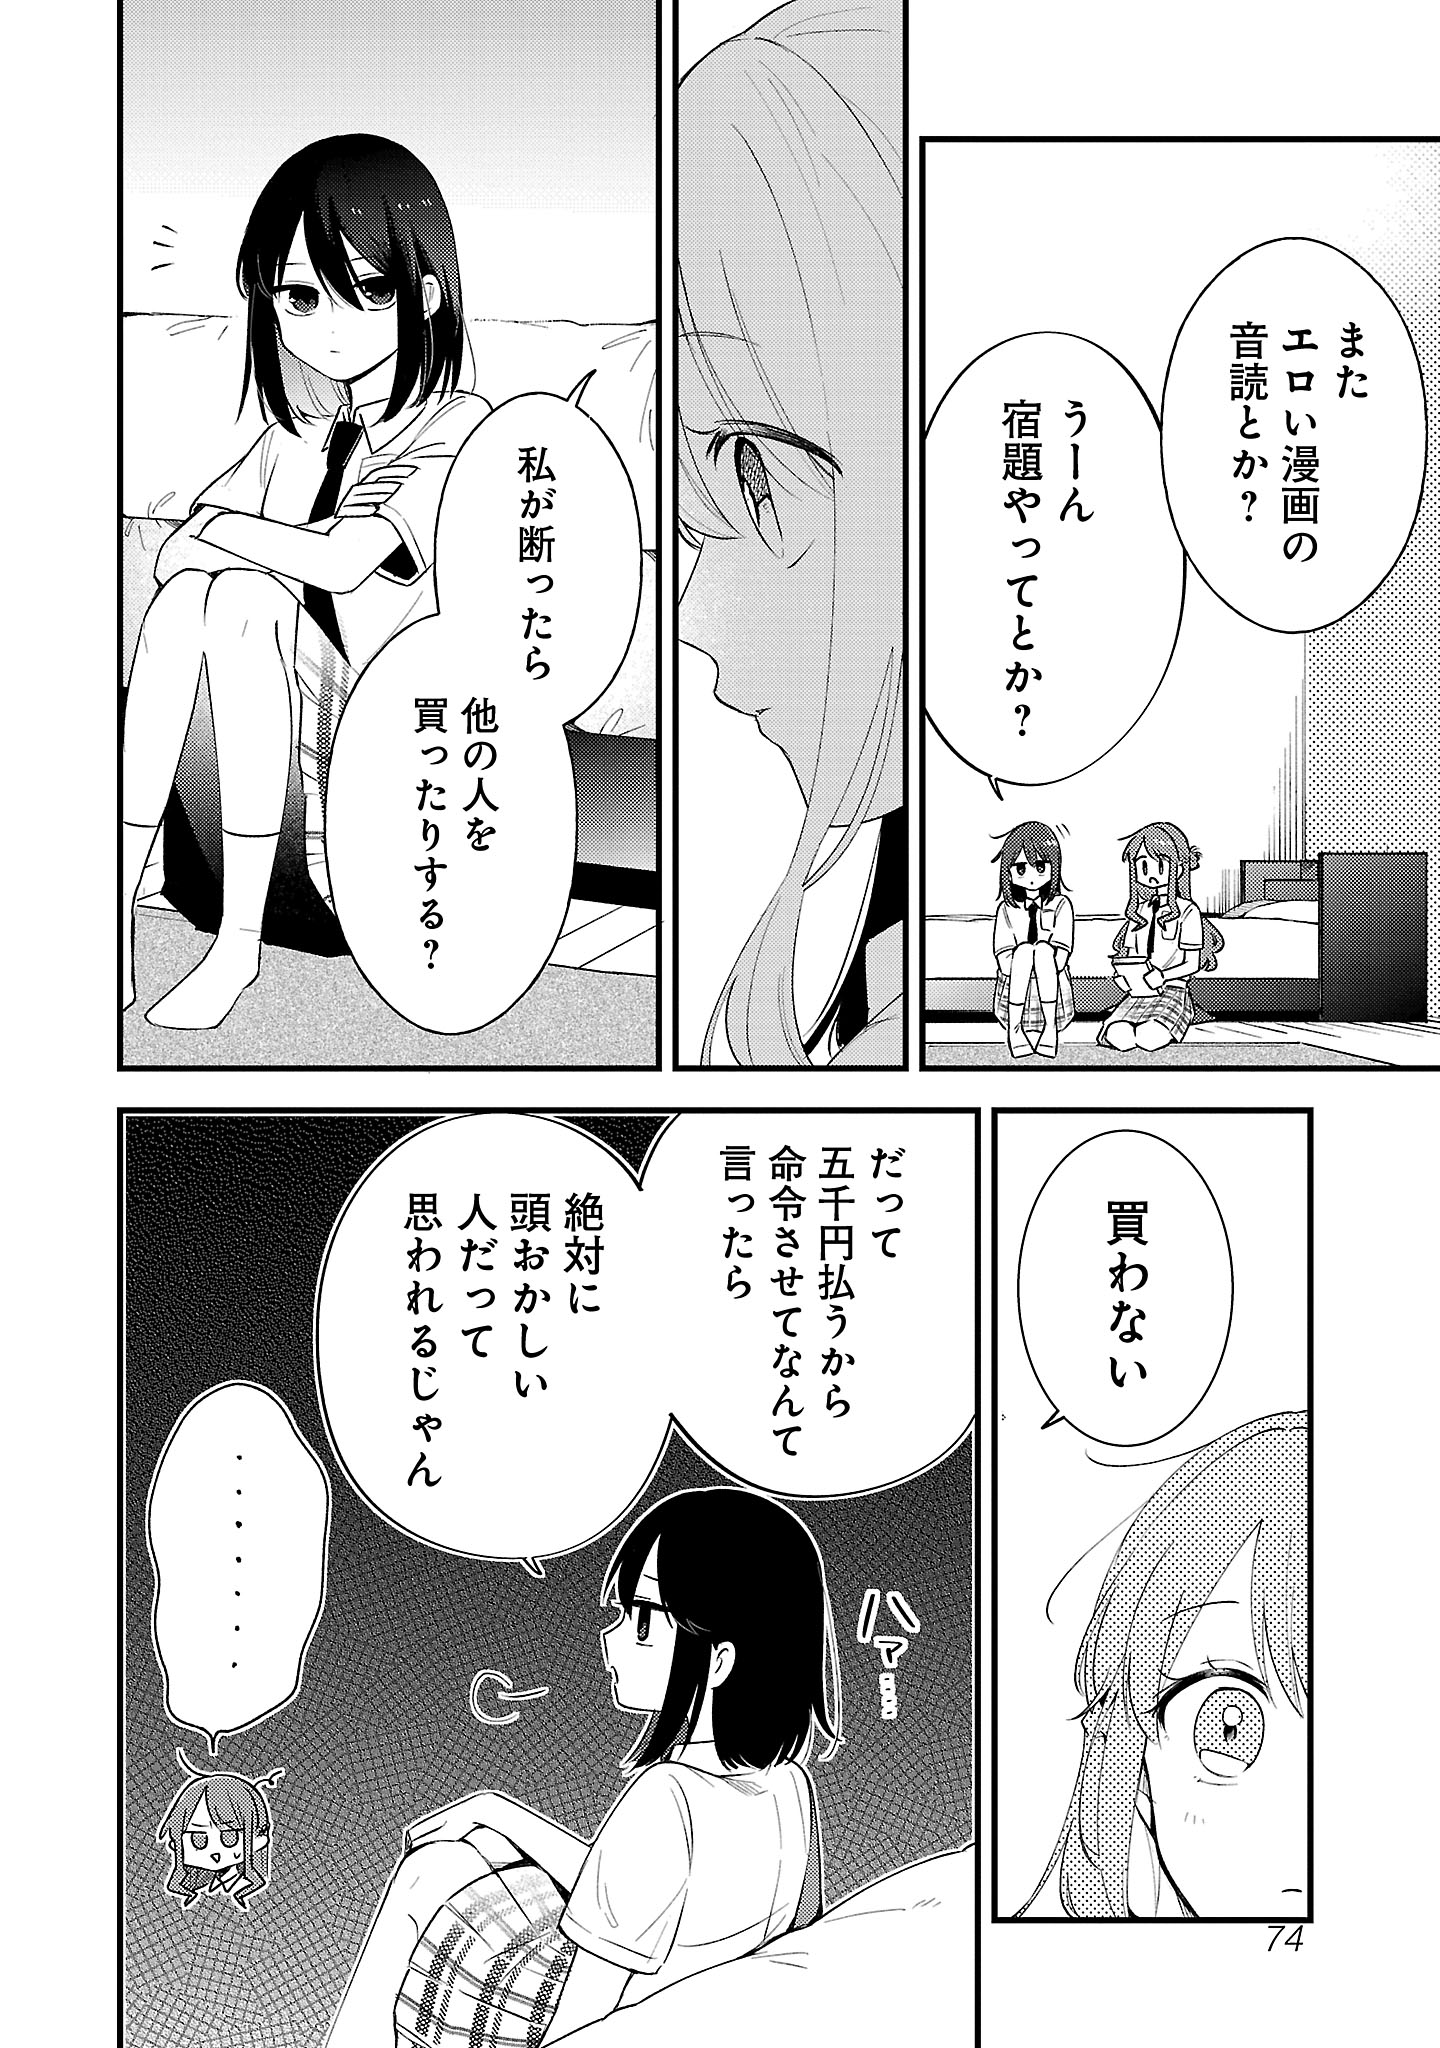 また
エロい漫画の
音読とか？
うーん
宿題やってとか？
私が断ったら
他の人を
買ったりする？
買わない
だって
五千円払うから
命令させてなんて
言ったら
絶対に
頭おかしい
人だって
思われるじゃん
ハァ…
・・・・・・・
74